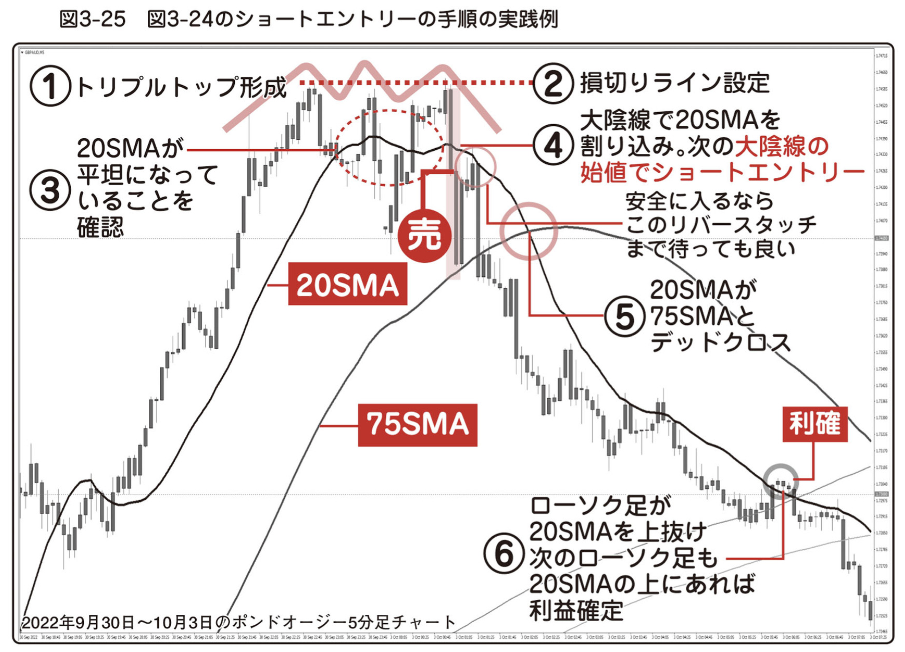 図3-25　図3-24のショートエントリーの手順の実践例
① トリプルトップ形成
② 損切りライン設定
20SMAが
③ 平坦になって
いることを
確認
大陰線で20SMAを
④ 割り込み。次の大陰線の
始値でショートエントリー
安全に入るなら
このリバースタッチ
まで待っても良い
売
20SMA
⑤ 20SMAが
75SMAと
デッドクロス
75SMA
利確
ローソク足が
20SMAを上抜け
⑥ 次のローソク足も
20SMAの上にあれば
利益確定
2022年9月30日〜10月3日のポンドオージー5分足チャート